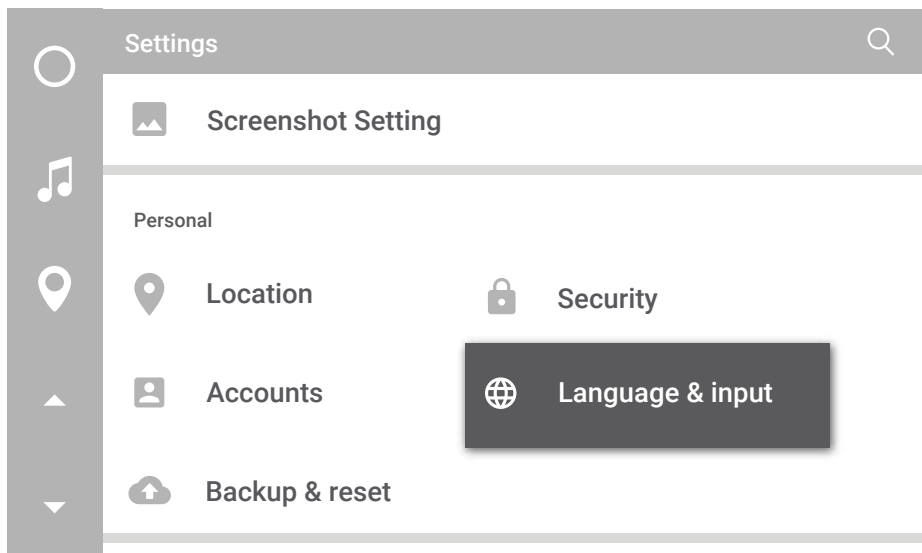 Settings
Screenshot Setting
Personal
Location
Security
Accounts
Language & input
Backup & reset